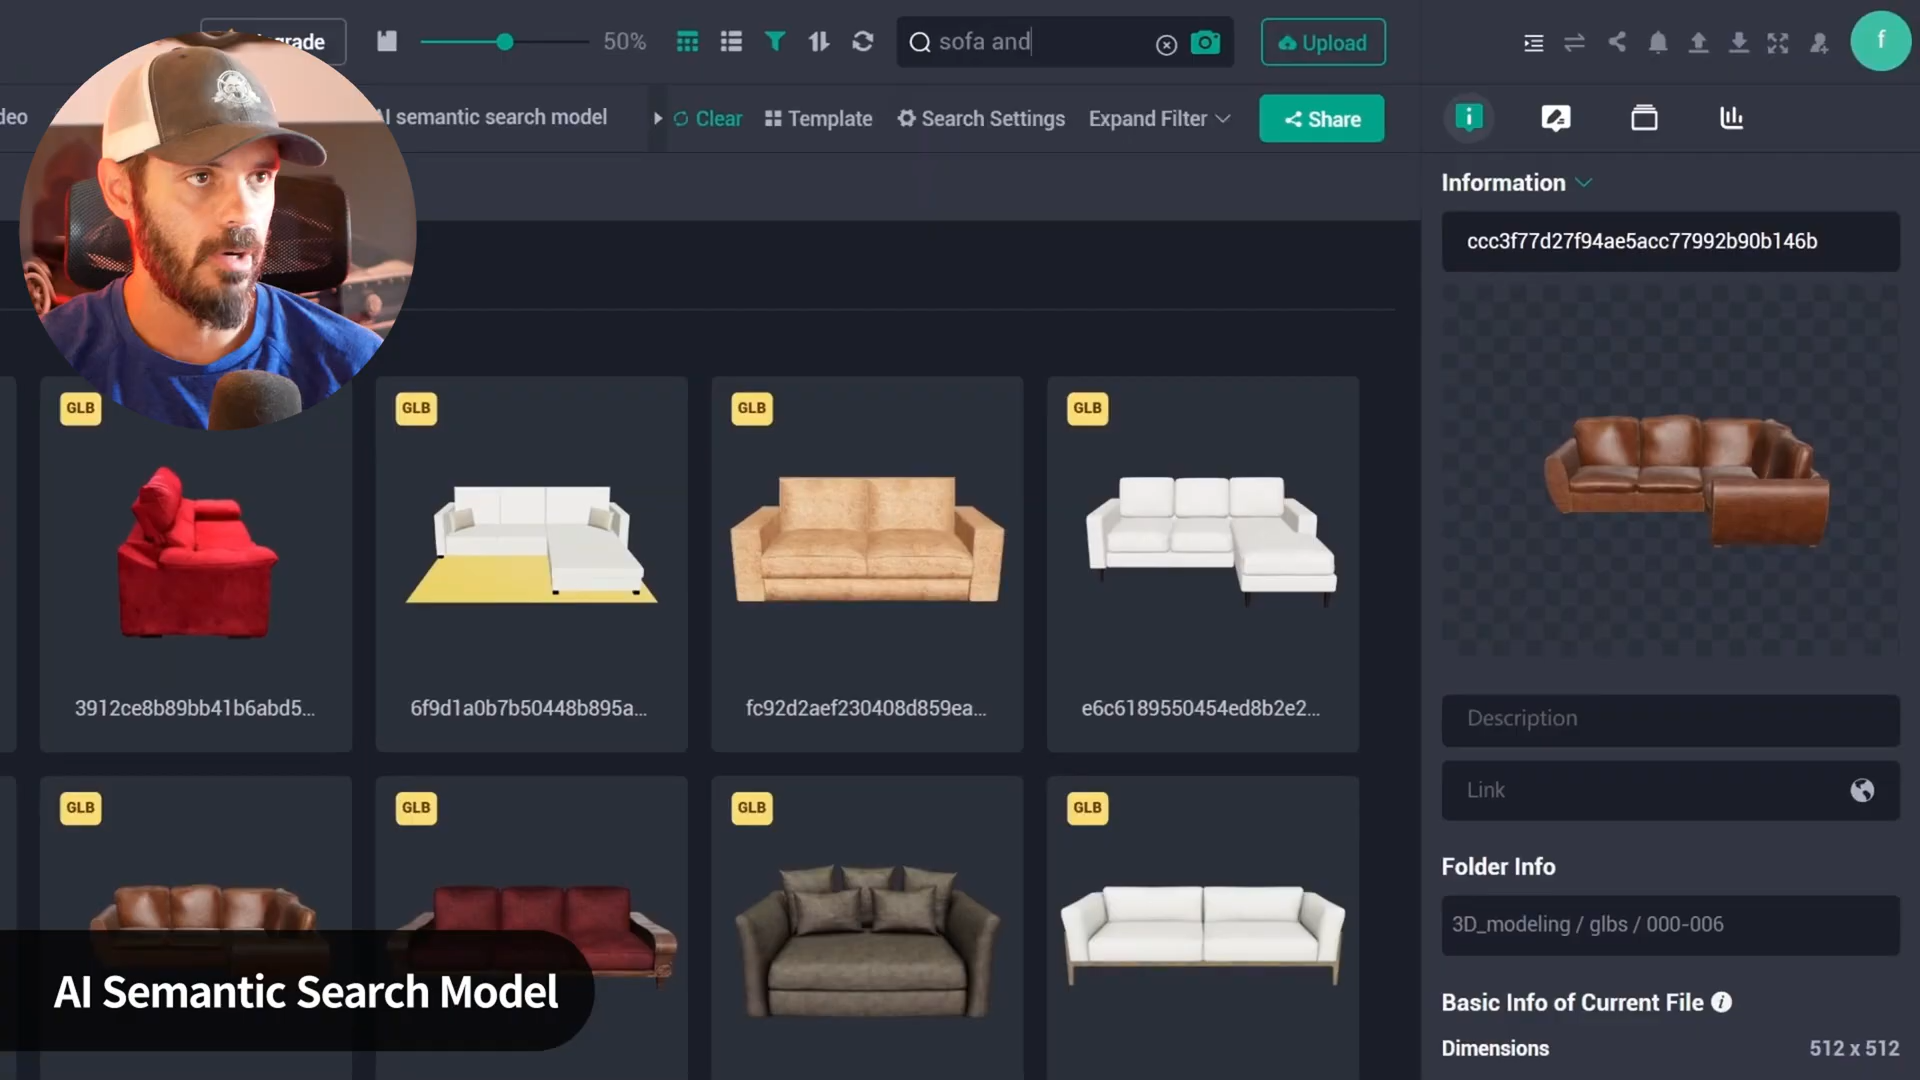 50%
sofa and
Upload
f
AI semantic search model
Clear
Template
Search Settings
Expand Filter
Share
Information
ccc3f77d27f94ae5acc77992b90b146b
GLB
GLB
GLB
GLB
3912ce8b89bb41b6abd5...
6f9d1a0b7b50448b895a...
fc92d2aef230408d859ea...
e6c6189550454ed8b2e2...
Description
Link
GLB
GLB
GLB
GLB
Folder Info
3D_modeling / glbs / 000-006
AI Semantic Search Model
Basic Info of Current File
Dimensions
512 x 512